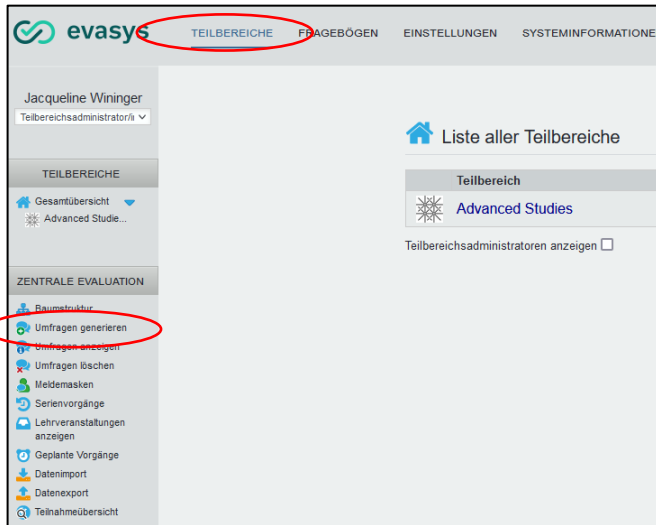 evasys
TEILBEREICHE FRAGEBÖGEN EINSTELLUNGEN SYSTEMINFORMATIONE
Jacqueline Wininger
Teilbereichsadministrator/i
TEILBEREICHE
Gesamtübersicht
Advanced Studie...
ZENTRALE EVALUATION
Baumstruktur
Umfragen generieren
Umfragen anzeigen
Umfragen löschen
Meldemasken
Serienvorgänge
Lehrveranstaltungen
anzeigen
Geplante Vorgänge
Datenimport
Datenexport
Teilnahmeübersicht
Liste aller Teilbereiche
Teilbereich
Advanced Studies
Teilbereichsadministratoren anzeigen